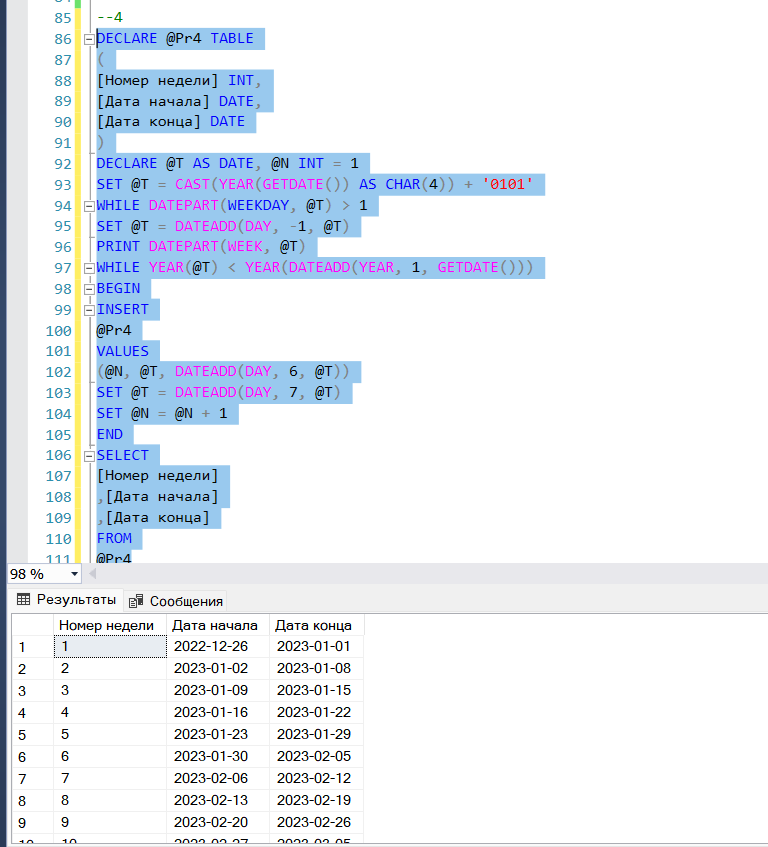 85 --4
86 DECLARE @Pr4 TABLE
87 (
88 [Номер недели] INT,
89 [Дата начала] DATE,
90 [Дата конца] DATE
91 )
92 DECLARE @T AS DATE, @N INT = 1
93 SET @T = CAST(YEAR(GETDATE()) AS CHAR(4)) + '0101'
94 WHILE DATEPART(WEEKDAY, @T) > 1
95 SET @T = DATEADD(DAY, -1, @T)
96 PRINT DATEPART(WEEK, @T)
97 WHILE YEAR(@T) < YEAR(DATEADD(YEAR, 1, GETDATE()))
98 BEGIN
99 INSERT
100 @Pr4
101 VALUES
102 (@N, @T, DATEADD(DAY, 6, @T))
103 SET @T = DATEADD(DAY, 7, @T)
104 SET @N = @N + 1
105 END
106 SELECT
107 [Номер недели]
108 ,[Дата начала]
109 ,[Дата конца]
110 FROM
111 @Pr4
98 %
Результаты Сообщения
Номер недели Дата начала Дата конца
1 1 2022-12-26 2023-01-01
2 2 2023-01-02 2023-01-08
3 3 2023-01-09 2023-01-15
4 4 2023-01-16 2023-01-22
5 5 2023-01-23 2023-01-29
6 6 2023-01-30 2023-02-05
7 7 2023-02-06 2023-02-12
8 8 2023-02-13 2023-02-19
9 9 2023-02-20 2023-02-26
10 10 2023-02-27 2023-03-05